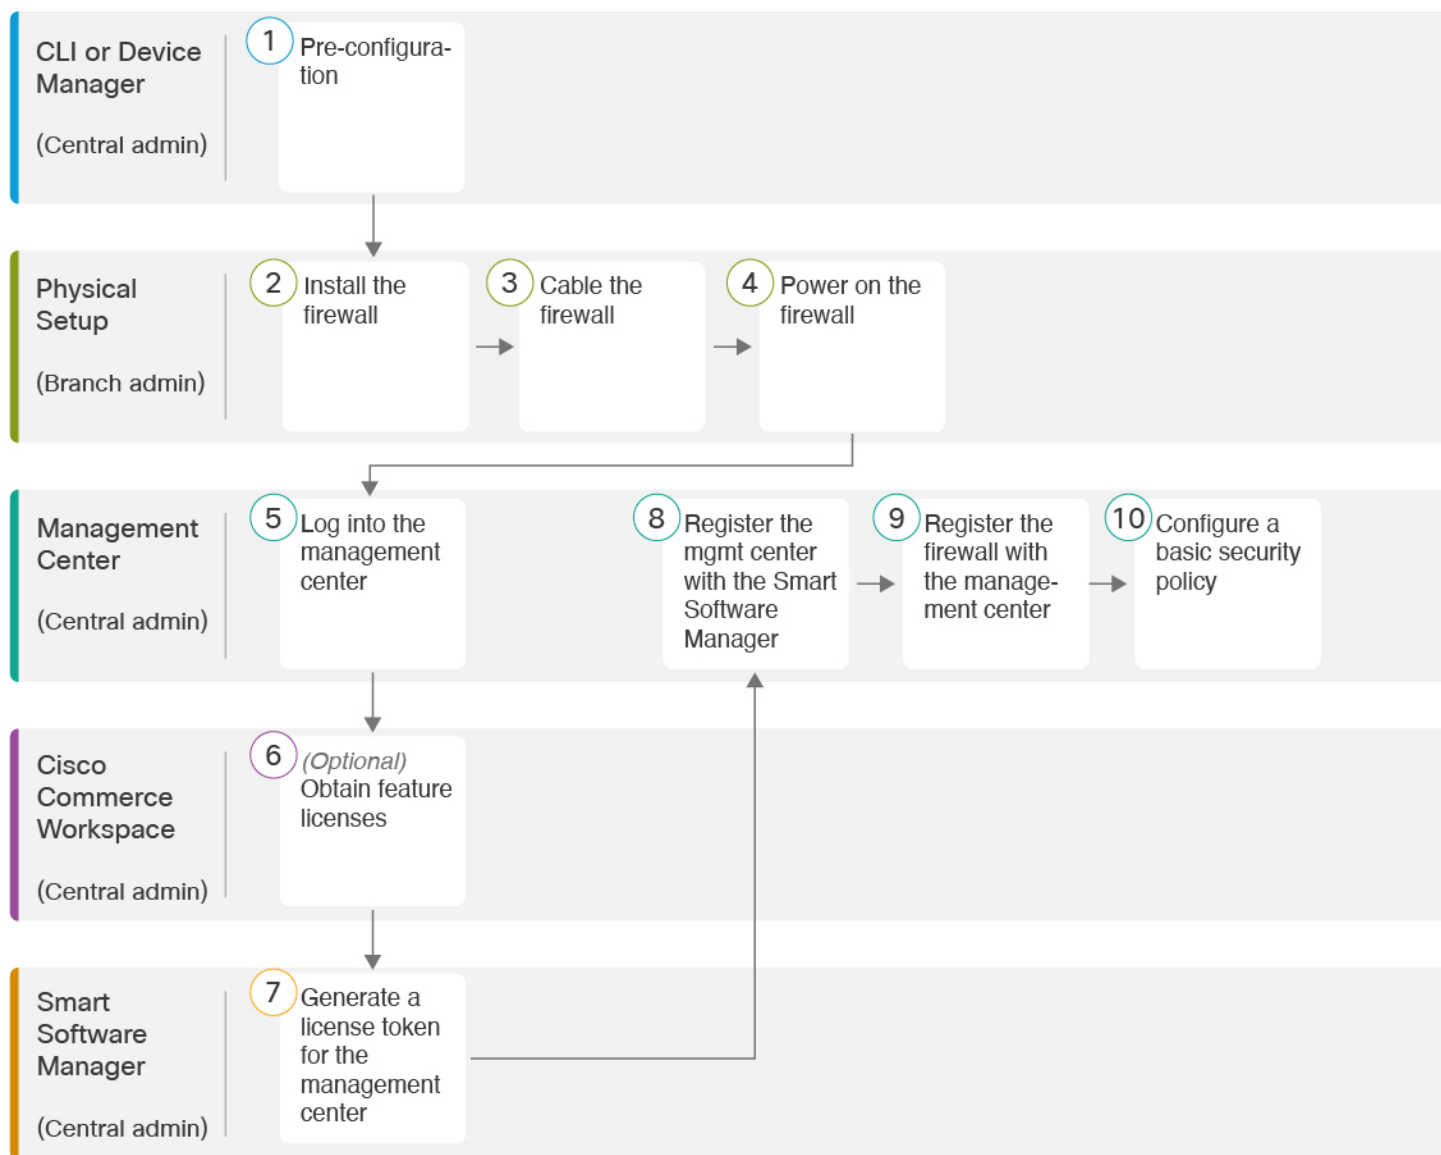 CLI or Device
Manager
(Central admin)
1
Pre-configura-
tion
Physical
Setup
(Branch admin)
2
Install the
firewall
3
Cable the
firewall
4
Power on the
firewall
Management
Center
(Central admin)
5
Log into the
management
center
8
Register the
mgmt center
with the Smart
Software
Manager
9
Register the
firewall with
the manage-
ment center
10
Configure a
basic security
policy
Cisco
Commerce
Workspace
(Central admin)
6
(Optional)
Obtain feature
licenses
Smart
Software
Manager
(Central admin)
7
Generate a
license token
for the
management
center